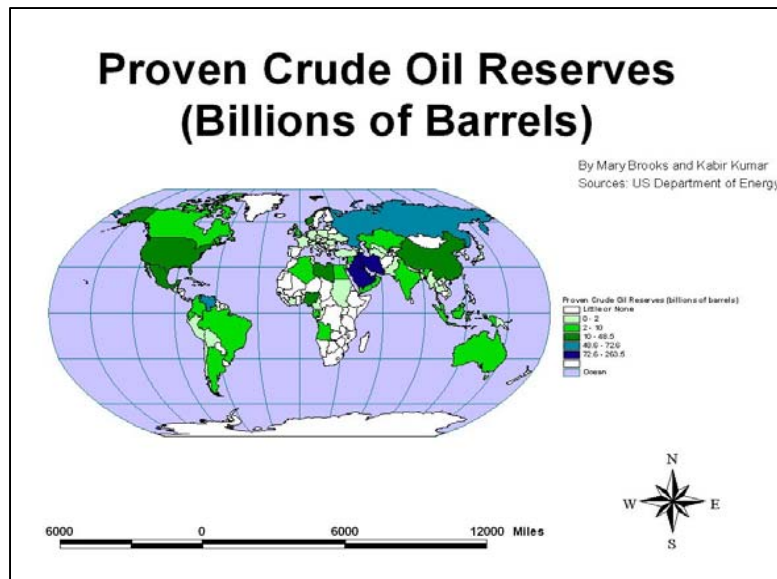 Proven Crude Oil Reserves
(Billions of Barrels)
By Mary Brooks and Kabir Kumar
Sources: US Department of Energy
Proven Crude Oil Reserves (billions of barrels)
Little or None
0 - 2
2 - 10
10 - 48.5
48.6 - 72.6
72.6 - 263.5
Ocean
N
W E
S
6000 0 6000 12000 Miles